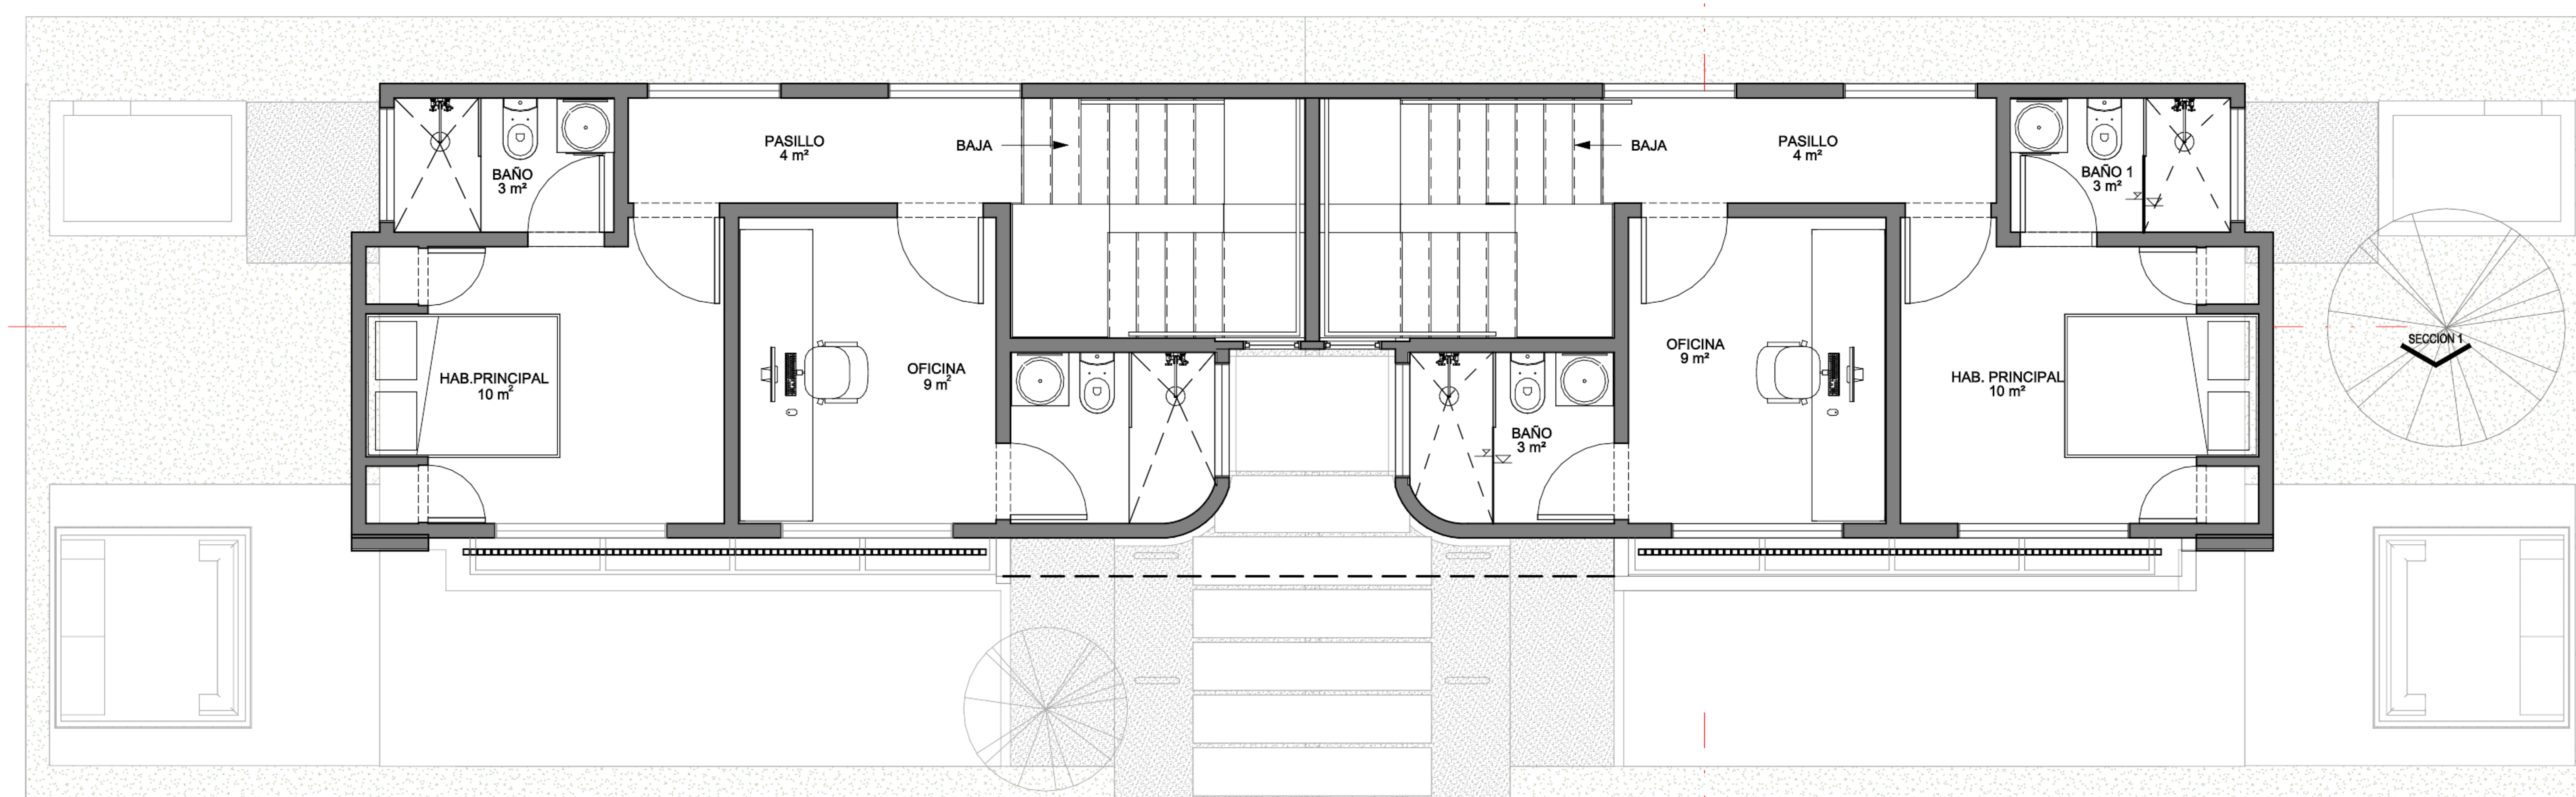 PASILLO
4 m²
BAJA
BAJA
PASILLO
4 m²
BAÑO
3 m²
BAÑO 1
3 m²
HAB.PRINCIPAL
10 m²
OFICINA
9 m²
OFICINA
9 m²
HAB. PRINCIPAL
10 m²
SECCION 1
BAÑO
3 m²